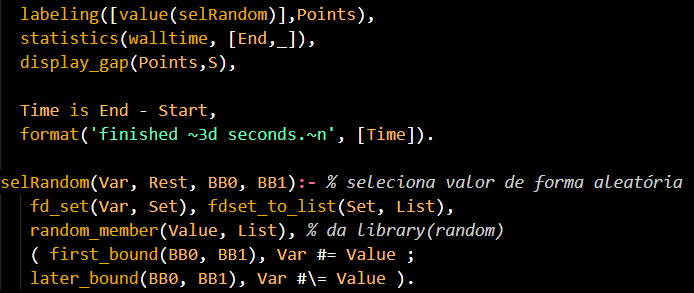 labeling([value(selRandom)],Points),
statistics(walltime, [End,_]),
display_gap(Points,S),
Time is End - Start,
format('finished ~3d seconds.~n', [Time]).
selRandom(Var, Rest, BB0, BB1):- % seleciona valor de forma aleatória
fd_set(Var, Set), fdset_to_list(Set, List),
random_member(Value, List), % da library(random)
( first_bound(BB0, BB1), Var #= Value ;
later_bound(BB0, BB1), Var #\= Value ).